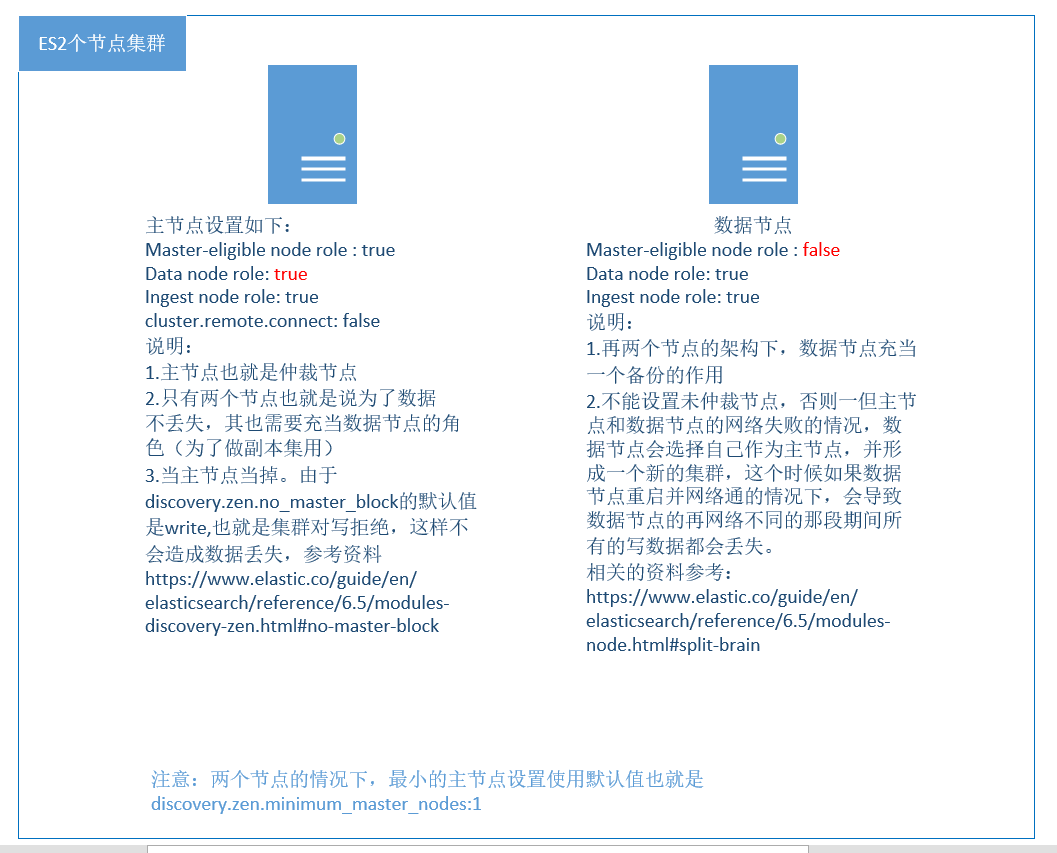 ES2个节点集群
主节点设置如下：
Master-eligible node role : true
Data node role: true
Ingest node role: true
cluster.remote.connect: false
说明：
1.主节点也就是仲裁节点
2.只有两个节点也就是说为了数据
不丢失，其也需要充当数据节点的角
色（为了做副本集用）
3.当主节点当掉。由于
discovery.zen.no_master_block的默认值
是write,也就是集群对写拒绝，这样不
会造成数据丢失，参考资料
https://www.elastic.co/guide/en/
elasticsearch/reference/6.5/modules-
discovery-zen.html#no-master-block
数据节点
Master-eligible node role : false
Data node role: true
Ingest node role: true
说明：
1.再两个节点的架构下，数据节点充当
一个备份的作用
2.不能设置未仲裁节点，否则一但主节
点和数据节点的网络失败的情况，数
据节点会选择自己作为主节点，并形
成一个新的集群，这个时候如果数据
节点重启并网络通的情况下，会导致
数据节点的再网络不同的那段期间所
有的写数据都会丢失。
相关的资料参考：
https://www.elastic.co/guide/en/
elasticsearch/reference/6.5/modules-
node.html#split-brain
注意：两个节点的情况下，最小的主节点设置使用默认值也就是
discovery.zen.minimum_master_nodes:1